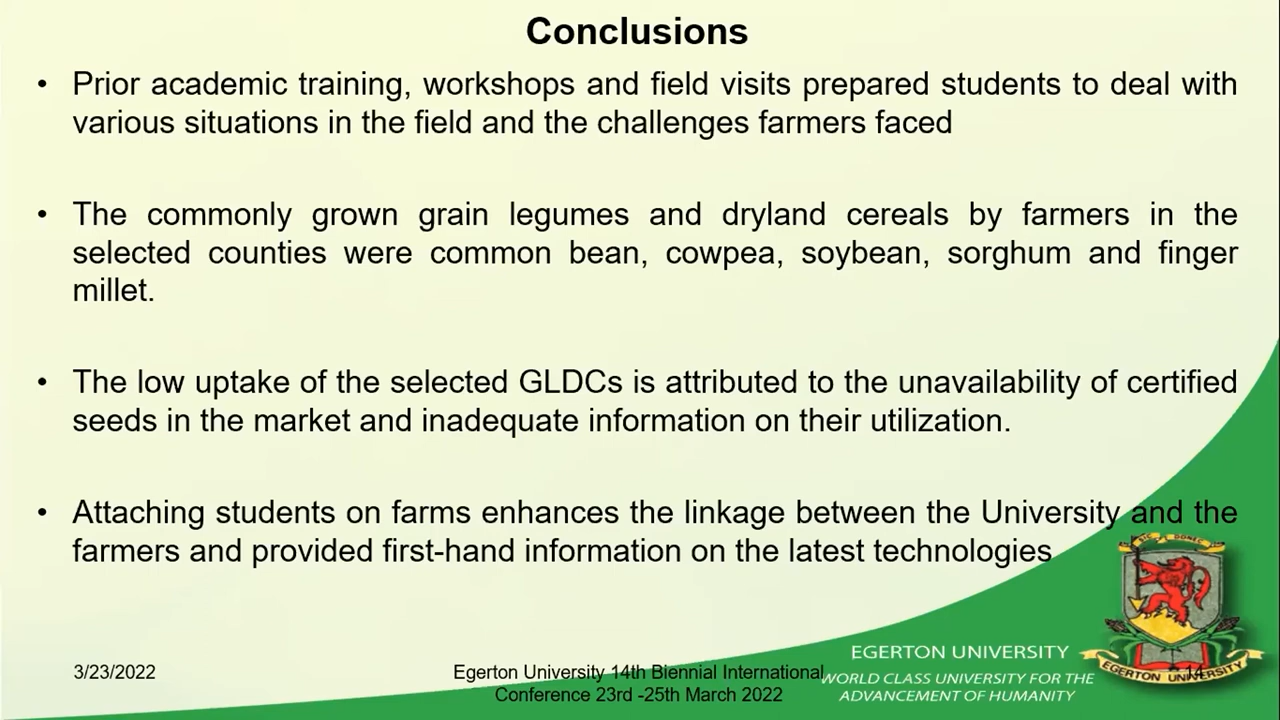 Conclusions
• Prior academic training, workshops and field visits prepared students to deal with
various situations in the field and the challenges farmers faced
• The commonly grown grain legumes and dryland cereals by farmers in the
selected counties were common bean, cowpea, soybean, sorghum and finger
millet.
• The low uptake of the selected GLDCs is attributed to the unavailability of certified
seeds in the market and inadequate information on their utilization.
• Attaching students on farms enhances the linkage between the University and the
farmers and provided first-hand information on the latest technologies
SIC DONEC
EGERTON UNIVERSITY
3/23/2022
Egerton University 14th Biennial International
Conference 23rd -25th March 2022
EGERTON UNIVERSITY
WORLD CLASS UNIVERSITY FOR THE
ADVANCEMENT OF HUMANITY
14